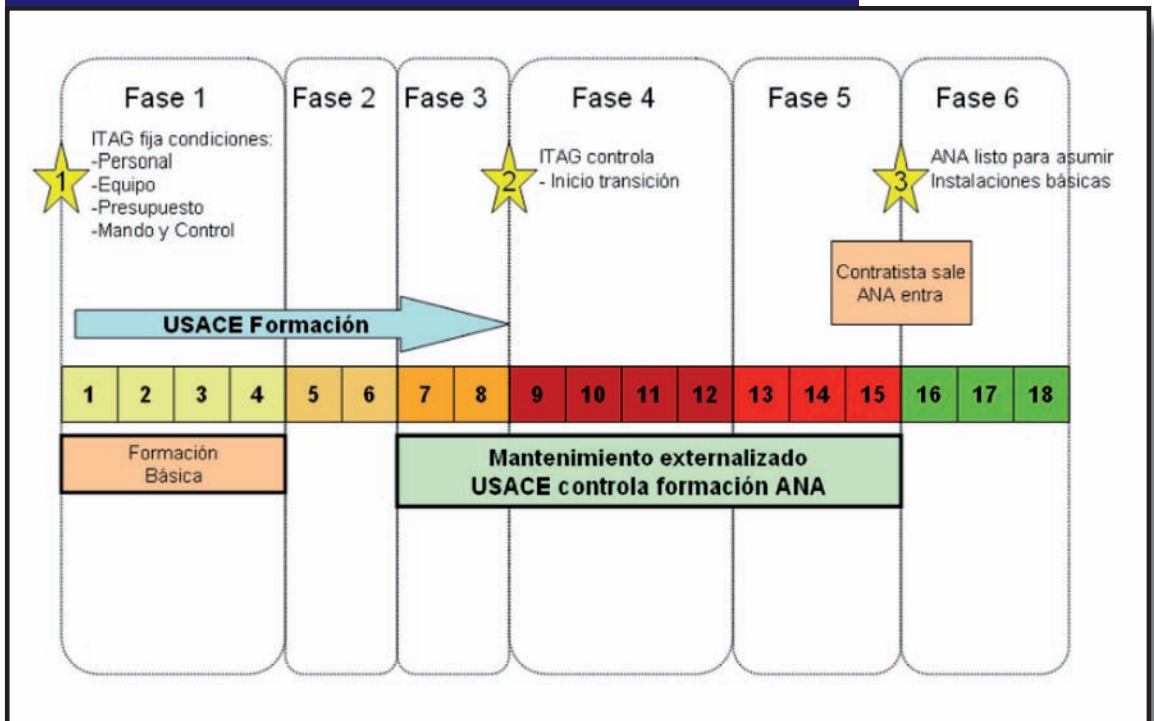 Fase 1
Fase 2
Fase 3
Fase 4
Fase 5
Fase 6
1
ITAG fija condiciones:
-Personal
-Equipo
-Presupuesto
-Mando y Control
2
ITAG controla
- Inicio transición
3
ANA listo para asumir
Instalaciones básicas
Contratista sale
ANA entra
USACE Formación
1 2 3 4 5 6 7 8 9 10 11 12 13 14 15 16 17 18
Formación
Básica
Mantenimiento externalizado
USACE controla formación ANA